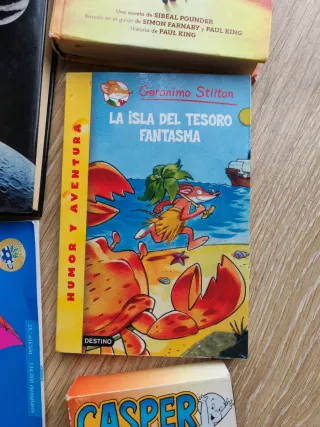 Una novela de SIBÉAL POUNDER
Basada en el guion de SIMON FARNABY y PAUL KING
Historia de PAUL KING
Geronimo Stilton
LA ISLA DEL TESORO
FANTASMA
HUMOR Y AVENTURA
DESTINO
CASPER